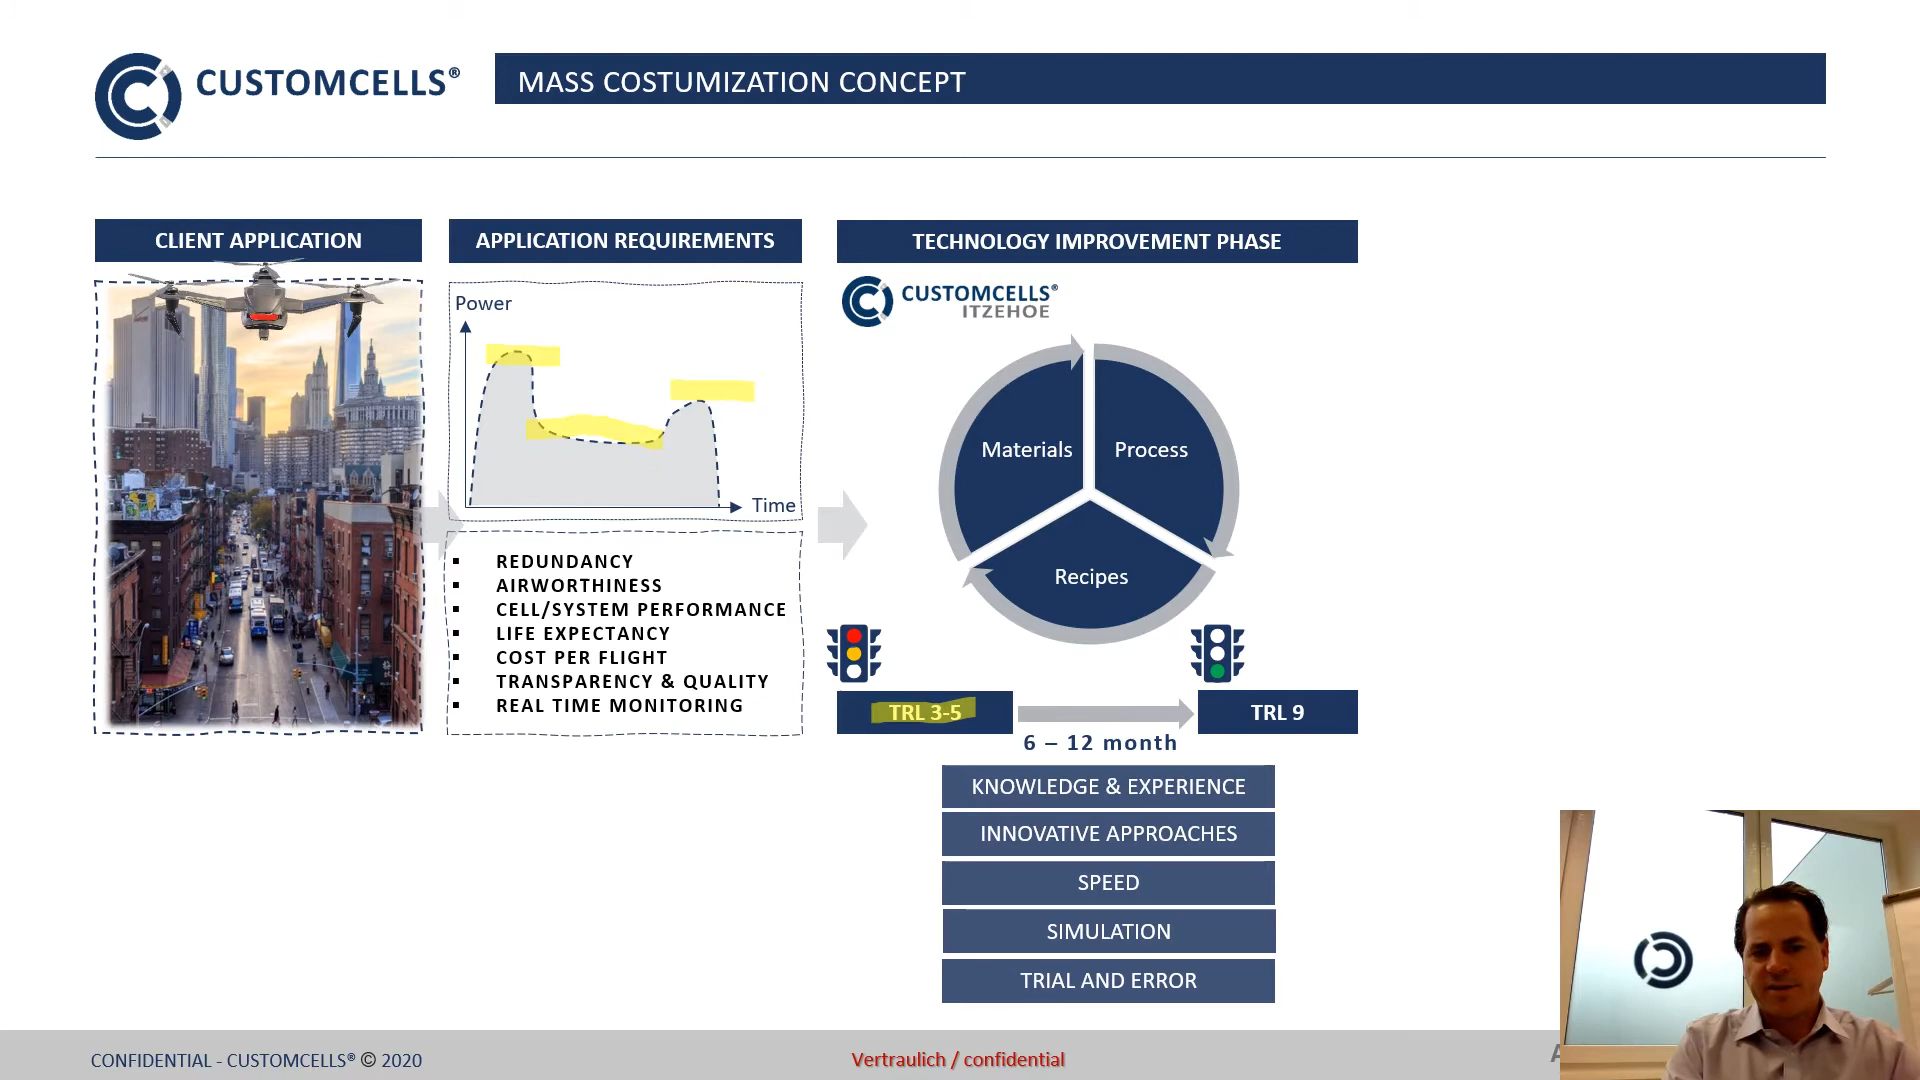 CUSTOMCELLS®
MASS COSTUMIZATION CONCEPT
CLIENT APPLICATION
APPLICATION REQUIREMENTS
Power
Time
▪ REDUNDANCY
▪ AIRWORTHINESS
▪ CELL/SYSTEM PERFORMANCE
▪ LIFE EXPECTANCY
▪ COST PER FLIGHT
▪ TRANSPARENCY & QUALITY
▪ REAL TIME MONITORING
TECHNOLOGY IMPROVEMENT PHASE
CUSTOMCELLS®
ITZEHOE
Materials
Process
Recipes
TRL 3-5
TRL 9
6 – 12 month
KNOWLEDGE & EXPERIENCE
INNOVATIVE APPROACHES
SPEED
SIMULATION
TRIAL AND ERROR
CONFIDENTIAL - CUSTOMCELLS® © 2020
Vertraulich / confidential